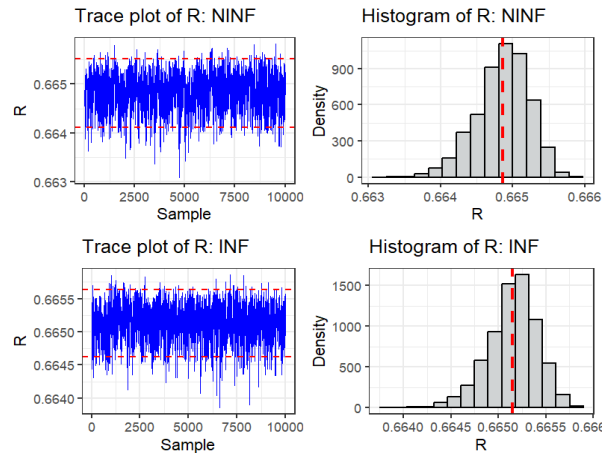 Trace plot of R: NINF
Histogram of R: NINF
R
0.665
0.664
0.663
0
2500
5000
7500
10000
Sample
Density
900
600
300
0
0.663
0.664
0.665
0.666
R
Trace plot of R: INF
Histogram of R: INF
R
0.6655
0.6650
0.6645
0.6640
0
2500
5000
7500
10000
Sample
Density
1500
1000
500
0
0.6640
0.6645
0.6650
0.6655
0.666
R